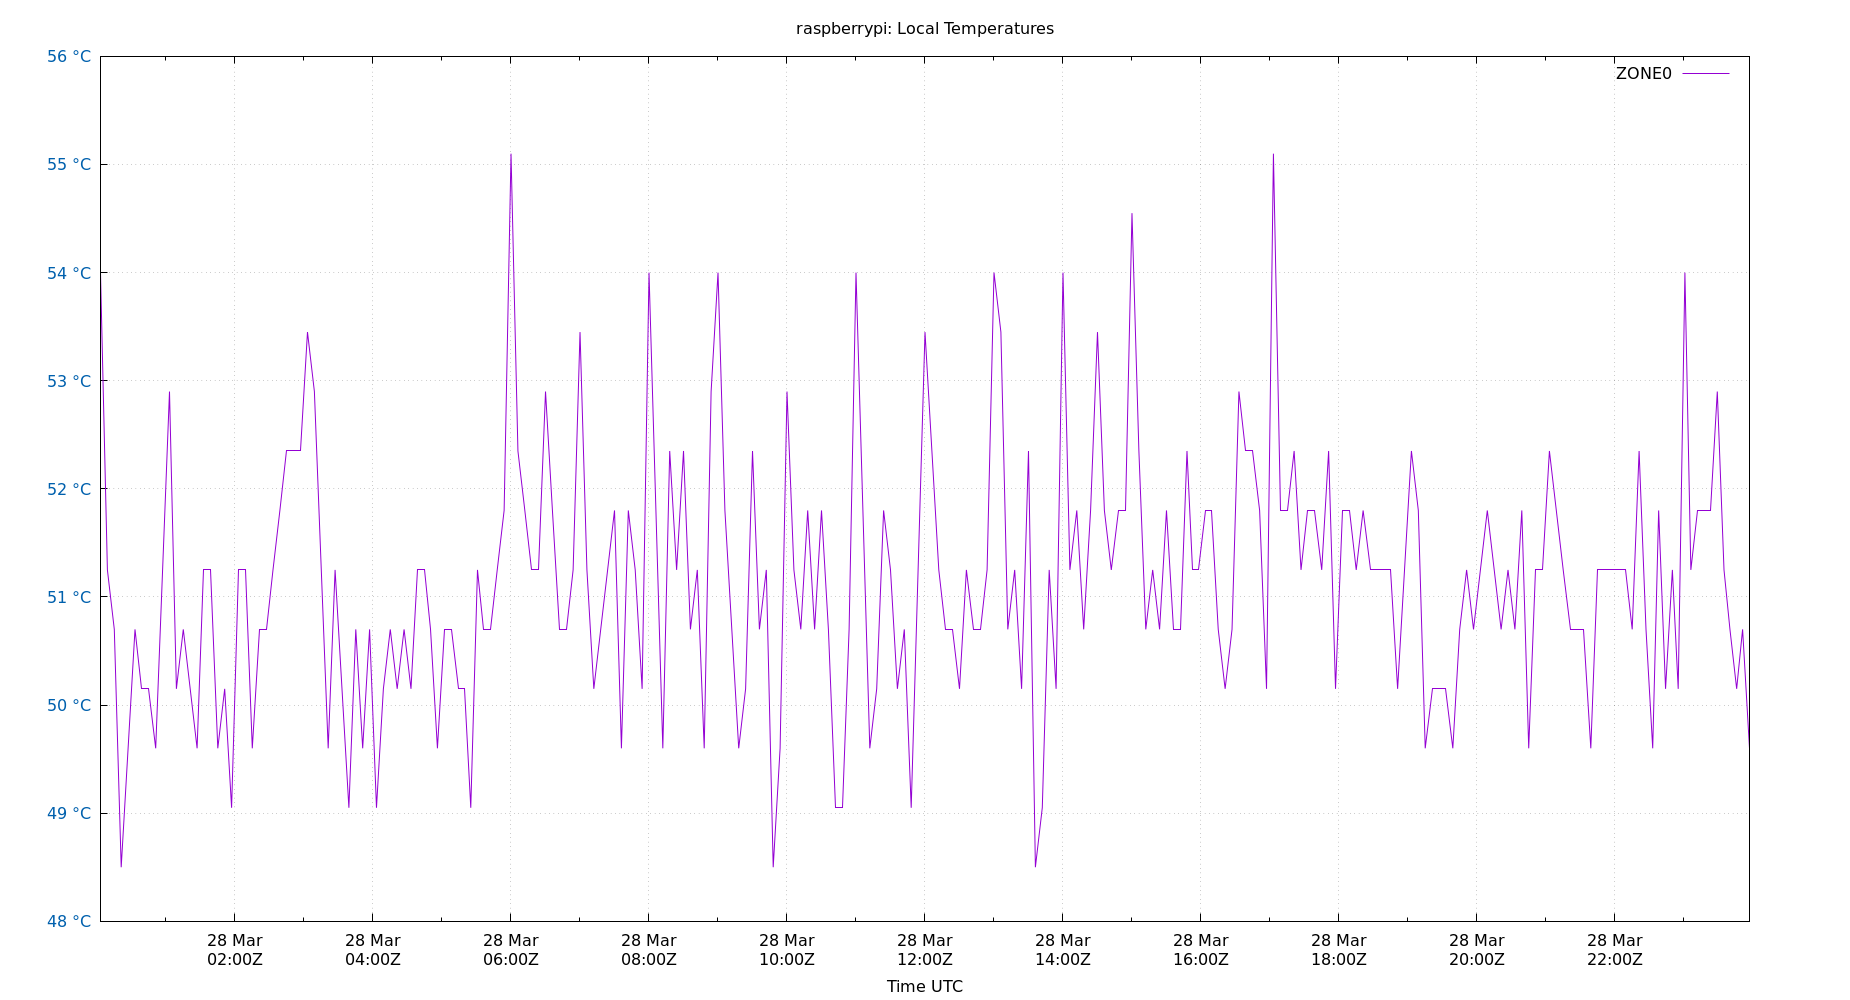 raspberrypi: Local Temperatures
ZONE0
56 °C
55 °C
54 °C
53 °C
52 °C
51 °C
50 °C
49 °C
48 °C
28 Mar 28 Mar 28 Mar 28 Mar 28 Mar 28 Mar 28 Mar 28 Mar 28 Mar 28 Mar 28 Mar
02:00Z 04:00Z 06:00Z 08:00Z 10:00Z 12:00Z 14:00Z 16:00Z 18:00Z 20:00Z 22:00Z
Time UTC